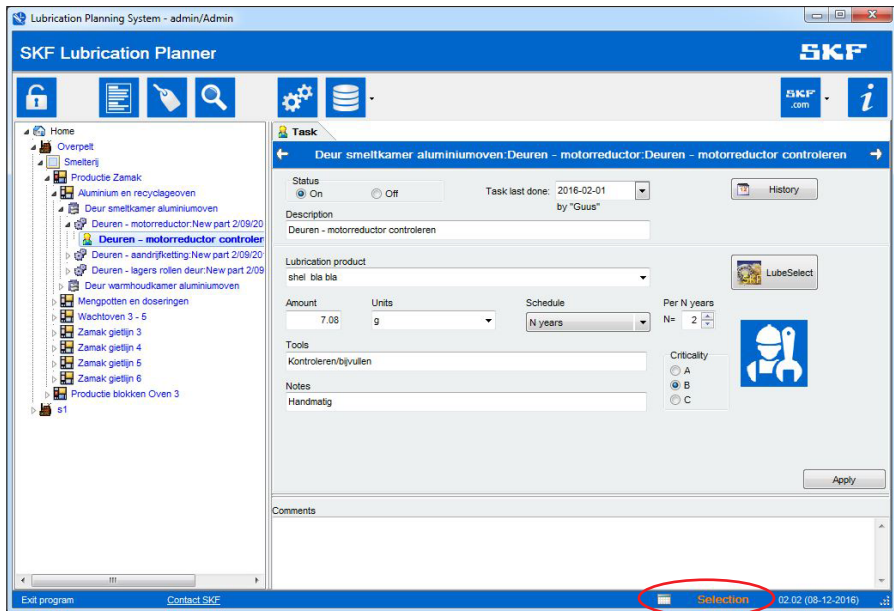 Lubrication Planning System - admin/Admin
SKF Lubrication Planner
SKF
SKF
.com
i
Home
Overpelt
Smelterij
Productie Zamak
Aluminium en recyclageoven
Deur smeltkamer aluminiumoven
Deuren - motorreductor:New part 2/09/20
Deuren - motorreductor controler
Deuren - aandrijfketting:New part 2/09/20
Deuren - lagers rollen deur:New part 2/09
Deur warmhoudkamer aluminiumoven
Mengpotten en doseringen
Wachtoven 3 - 5
Zamak gietlijn 3
Zamak gietlijn 4
Zamak gietlijn 5
Zamak gietlijn 6
Productie blokken Oven 3
s1
Task
Deur smeltkamer aluminiumoven:Deuren - motorreductor:Deuren - motorreductor controleren
Status
On Off
Task last done: 2016-02-01
by "Guus"
History
Description
Deuren - motorreductor controleren
Lubrication product
shel bla bla
LubeSelect
Amount Units Schedule Per N years
7.08 g N years N= 2
Tools
Kontroleren/bijvullen
Criticality
A
B
C
Notes
Handmatig
Apply
Comments
Exit program Contact SKF Selection 02.02 (08-12-2016)